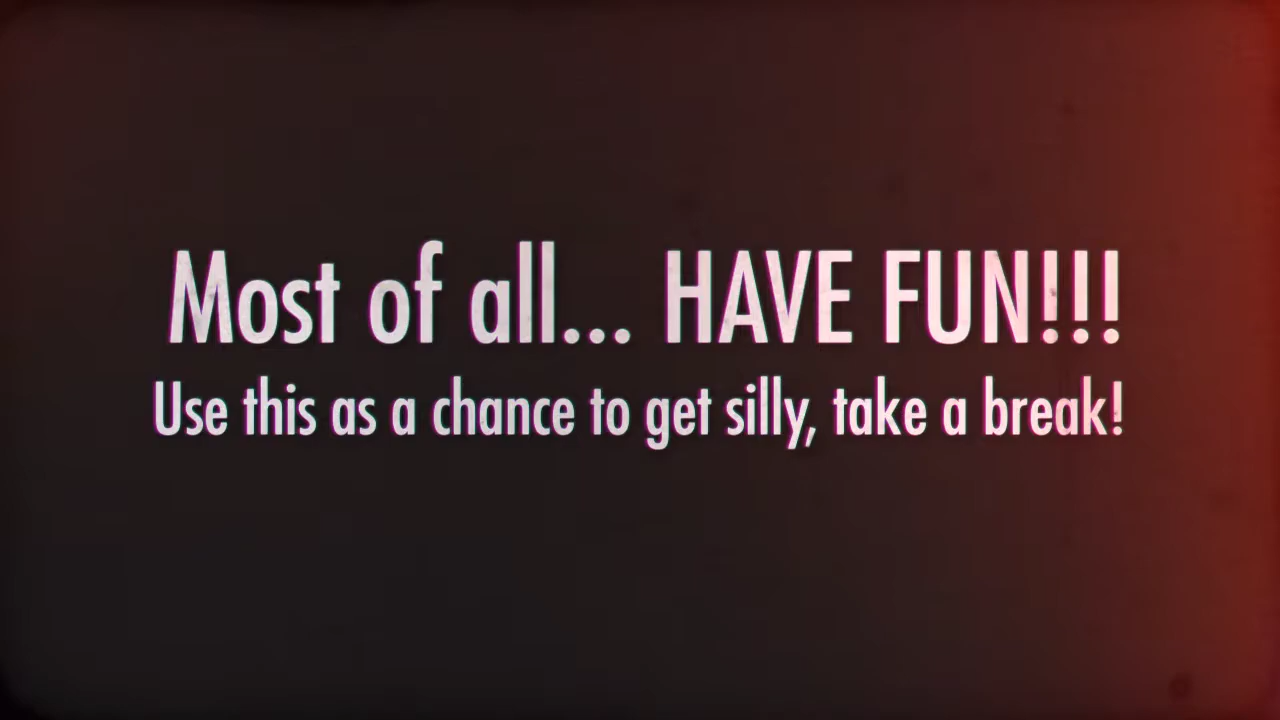 Most of all... HAVE FUN!!!
Use this as a chance to get silly, take a break!